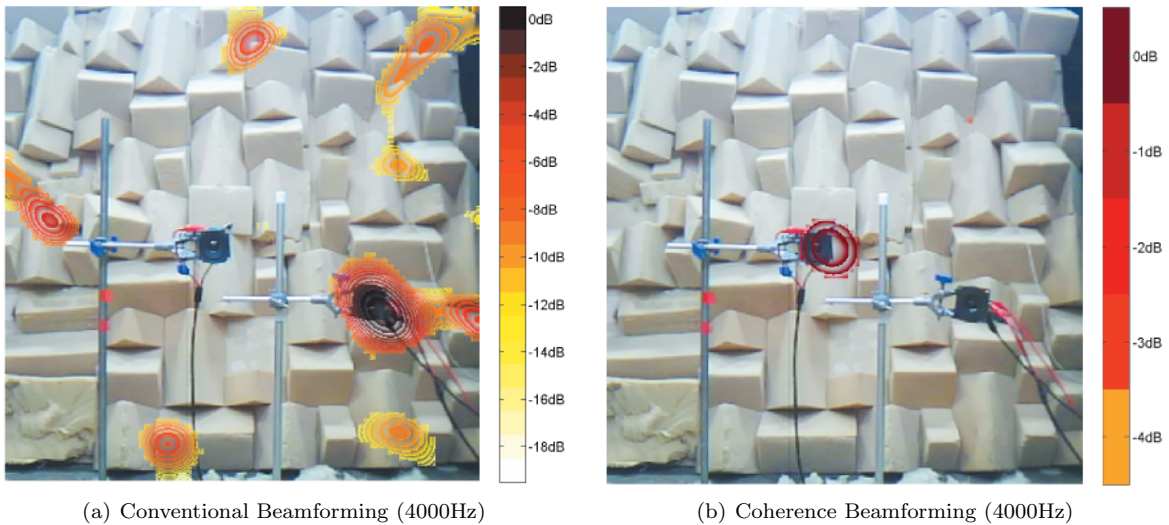 0dB
-2dB
-4dB
-6dB
-8dB
-10dB
-12dB
-14dB
-16dB
-18dB
0dB
-1dB
-2dB
-3dB
-4dB
(a) Conventional Beamforming (4000Hz)
(b) Coherence Beamforming (4000Hz)